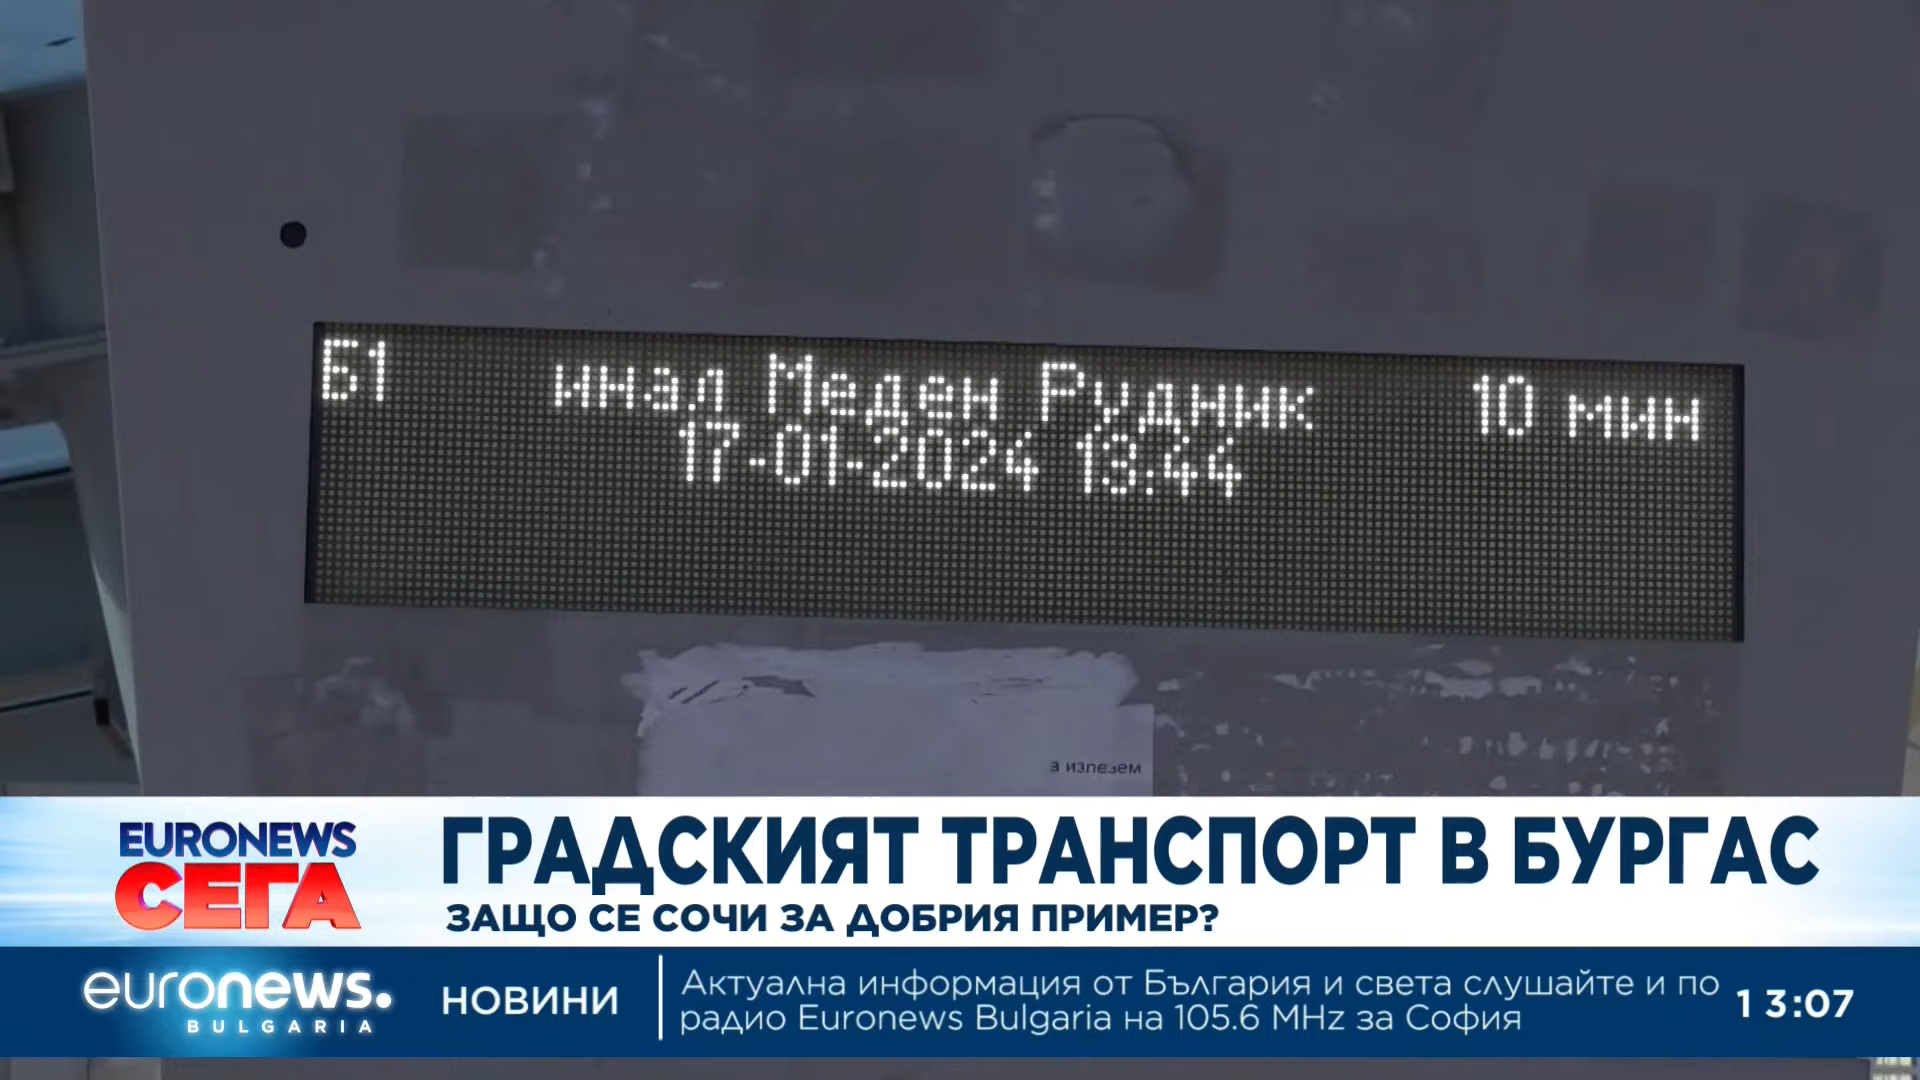 Б1 инал Меден Рудник 10 мин
17-01-2024 13:44
в излезем
EURONEWS
СЕГА
ГРАДСКИЯТ ТРАНСПОРТ В БУРГАС
ЗАЩО СЕ СОЧИ ЗА ДОБРИЯ ПРИМЕР?
euronews.
BULGARIA
НОВИНИ
Актуална информация от България и света слушайте и по
радио Euronews Bulgaria на 105.6 MHz за София
13:07